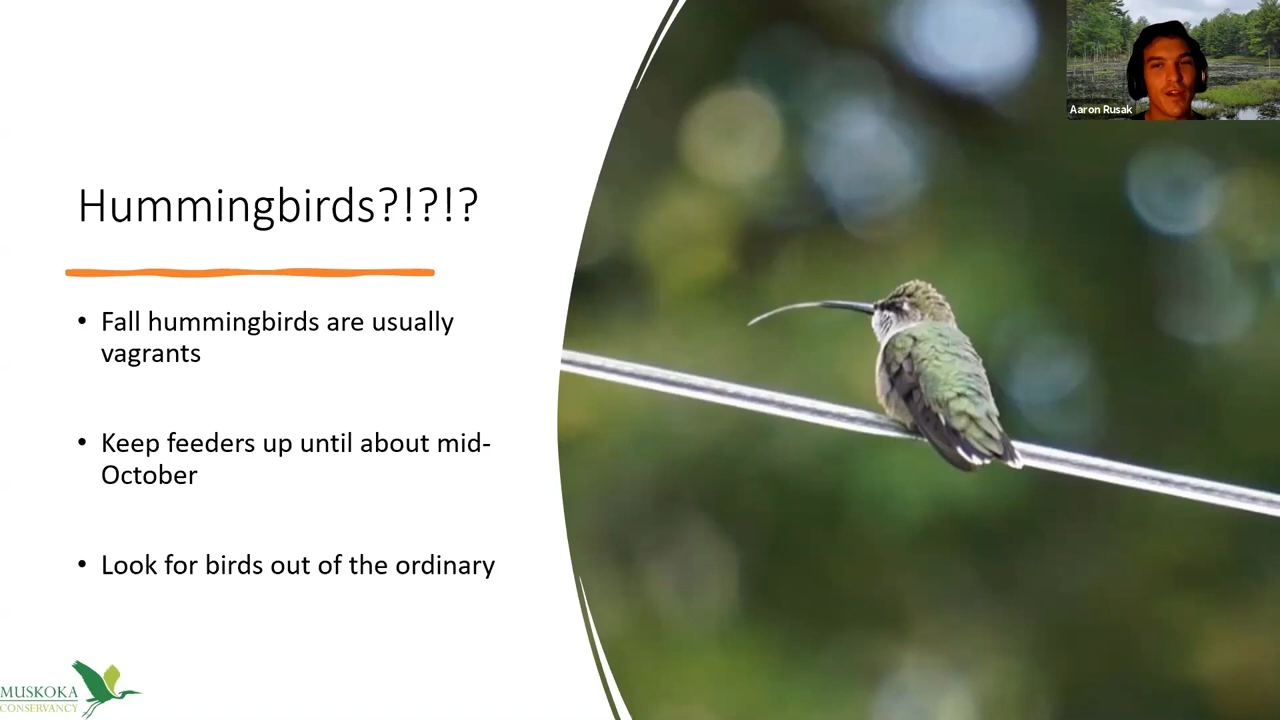 Aaron Rusak
Hummingbirds?!?!?
• Fall hummingbirds are usually
vagrants
• Keep feeders up until about mid-
October
• Look for birds out of the ordinary
MUSKOKA
CONSERVANCY